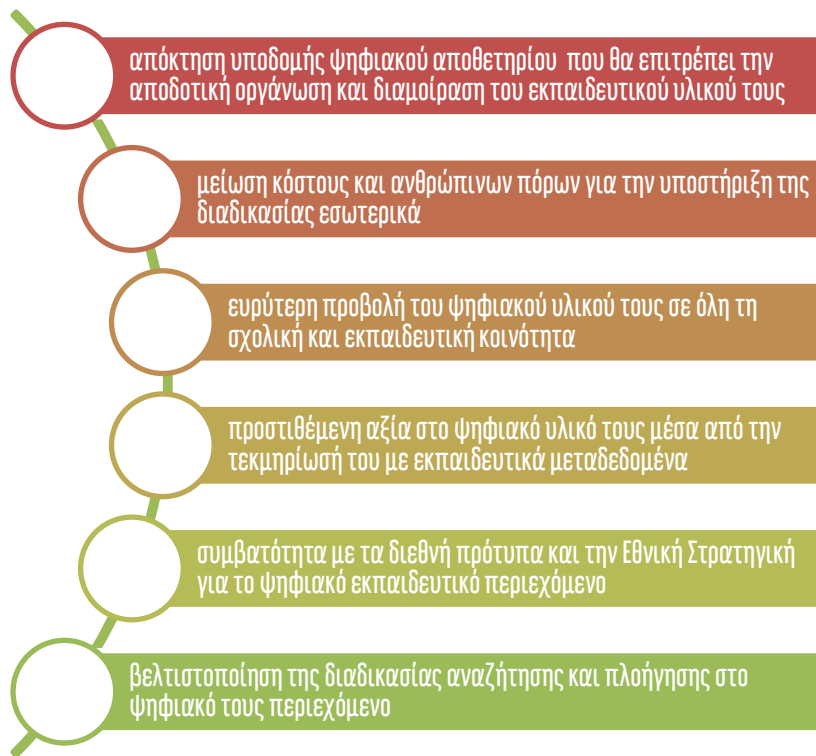 απόκτηση υποδομής ψηφιακού αποθετηρίου που θα επιτρέπει την
αποδοτική οργάνωση και διαμοίραση του εκπαιδευτικού υλικού τους
μείωση κόστους και ανθρώπινων πόρων για την υποστήριξη της
διαδικασίας εσωτερικά
ευρύτερη προβολή του ψηφιακού υλικού τους σε όλη τη
σχολική και εκπαιδευτική κοινότητα
προστιθέμενη αξία στο ψηφιακό υλικό τους μέσα από την
τεκμηρίωσή του με εκπαιδευτικά μεταδεδομένα
συμβατότητα με τα διεθνή πρότυπα και την Εθνική Στρατηγική
για το ψηφιακό εκπαιδευτικό περιεχόμενο
βελτιστοποίηση της διαδικασίας αναζήτησης και πλοήγησης στο
ψηφιακό τους περιεχόμενο